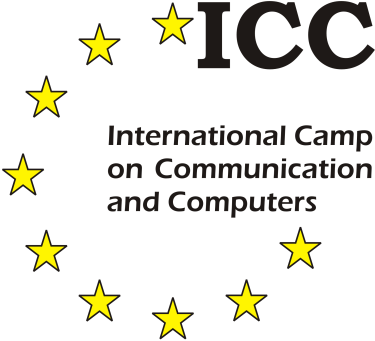 ICC
International Camp
on Communication
and Computers